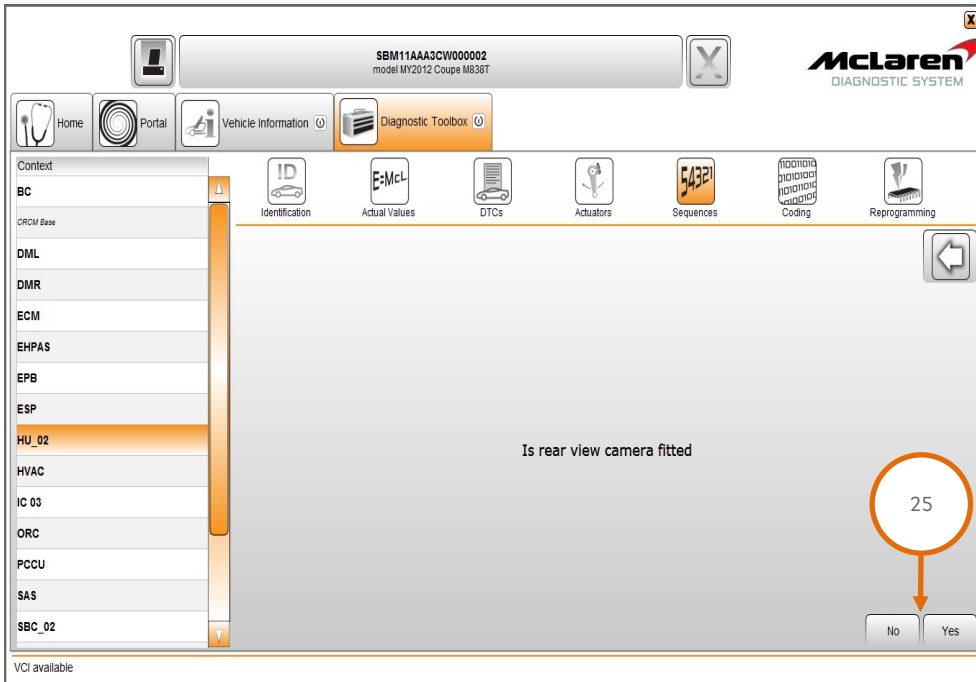 X
SBM11AAA3CW000002
model MY2012 Coupe M838T
X
McLaren
DIAGNOSTIC SYSTEM
Home
Portal
Vehicle Information
Diagnostic Toolbox
Context
BC
CRCM Base
DML
DMR
ECM
EHPAS
EPB
ESP
HU_02
HVAC
IC 03
ORC
PCCU
SAS
SBC_02
ID
Identification
E=McL
Actual Values
DTCs
Actuators
54321
Sequences
Coding
Reprogramming
Is rear view camera fitted
25
No
Yes
VCI available